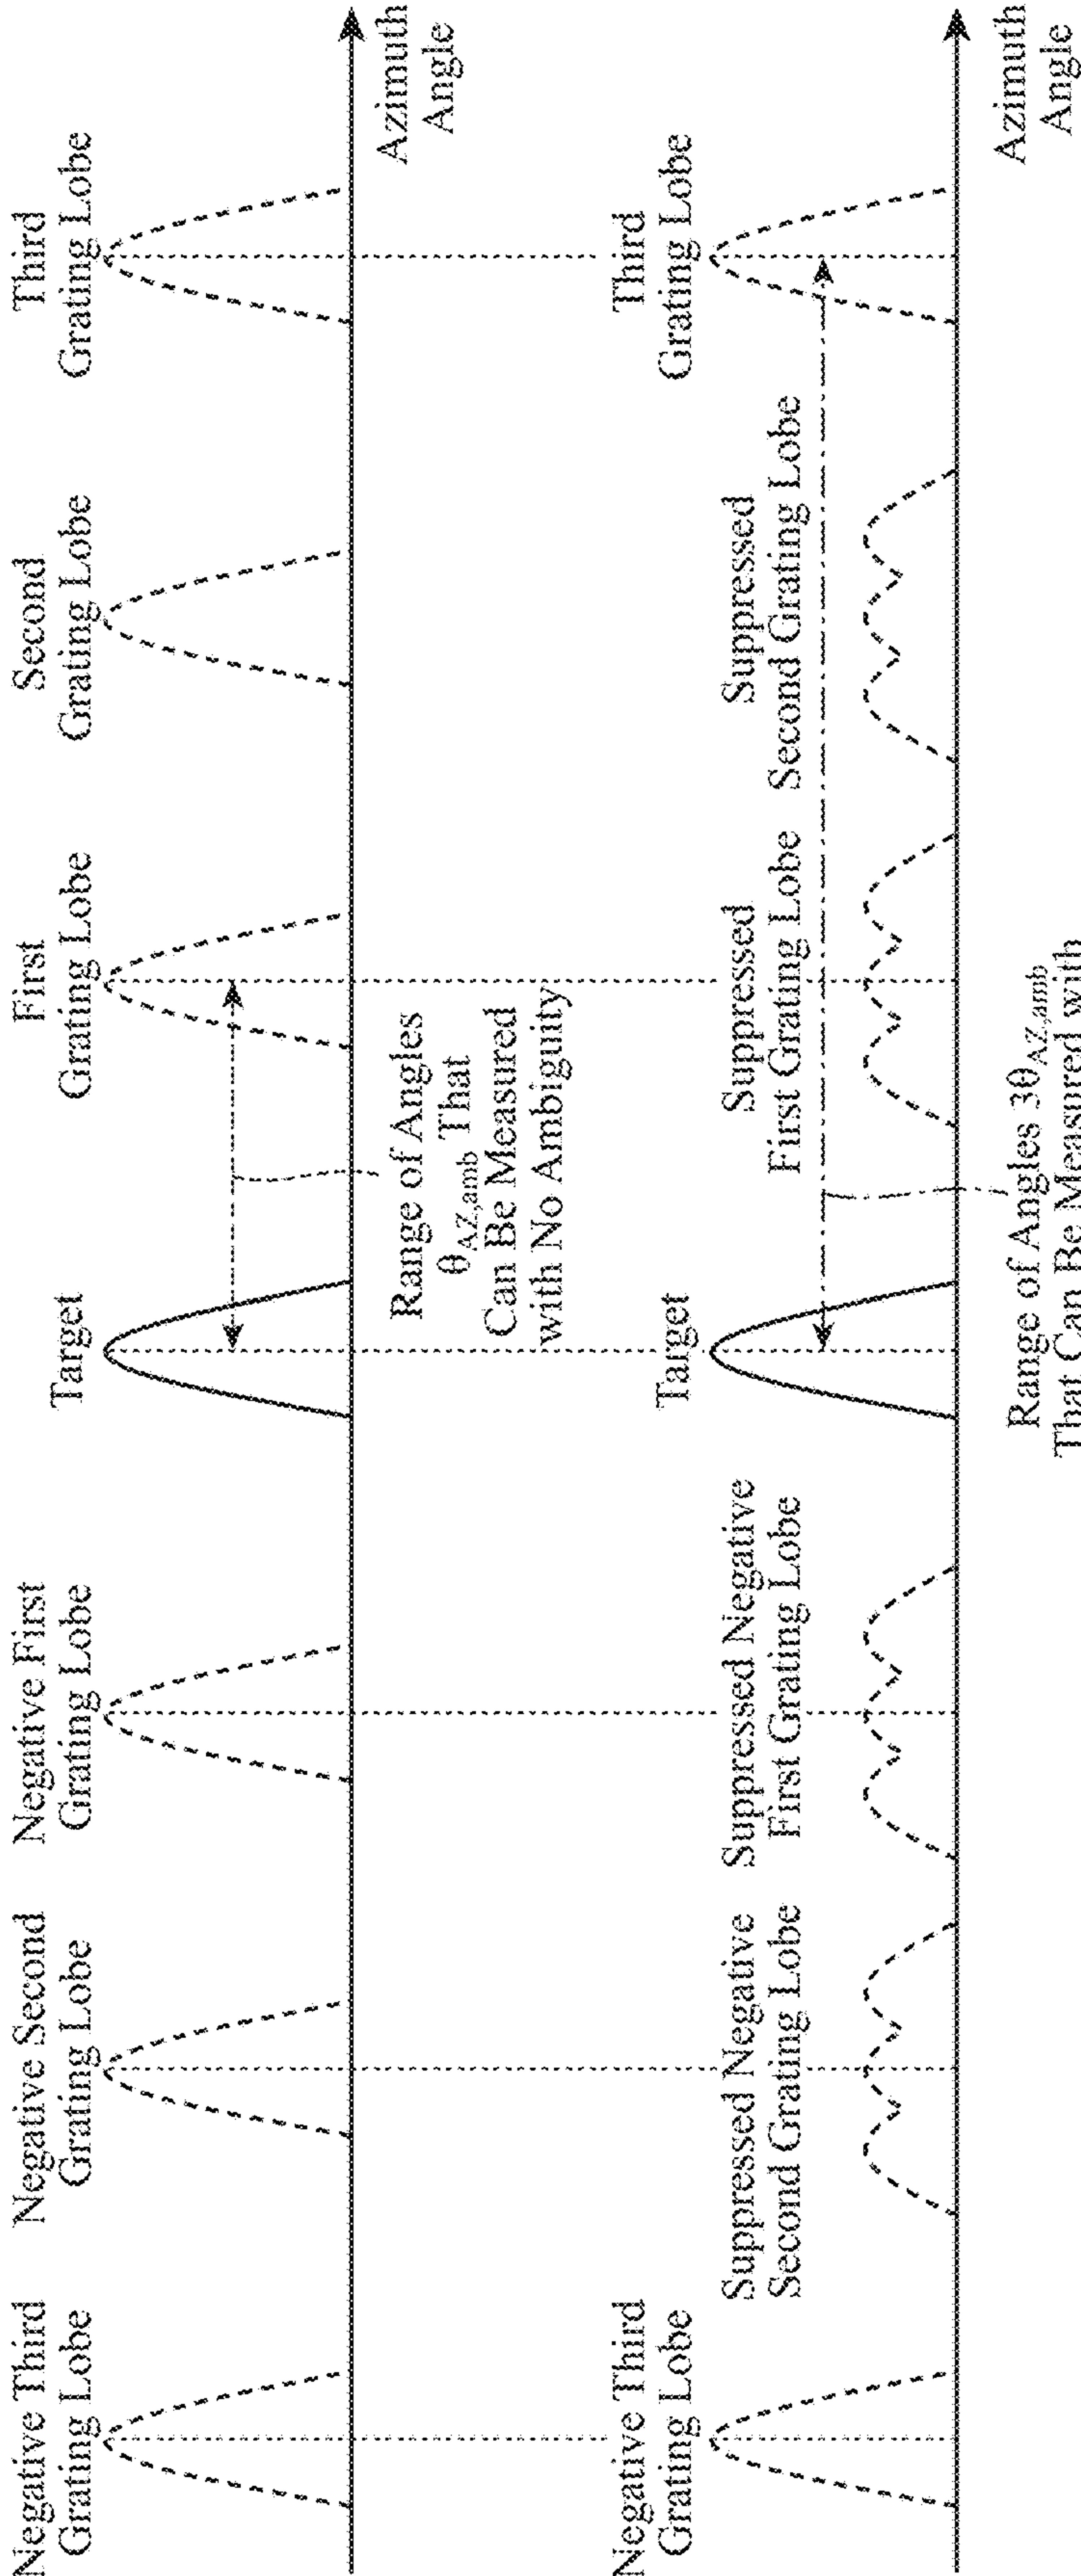 Negative Third
Grating Lobe
Negative Second
Grating Lobe
Negative First
Grating Lobe
Target
First
Grating Lobe
Second
Grating Lobe
Third
Grating Lobe
Range of Angles
θAZ,amb That
Can Be Measured
with No Ambiguity
Azimuth
Angle
Negative Third
Grating Lobe
Suppressed Negative
Second Grating Lobe
Suppressed Negative
First Grating Lobe
Target
Suppressed
First Grating Lobe
Suppressed
Second Grating Lobe
Third
Grating Lobe
Range of Angles 3θAZ,amb
That Can Be Measured with
Azimuth
Angle